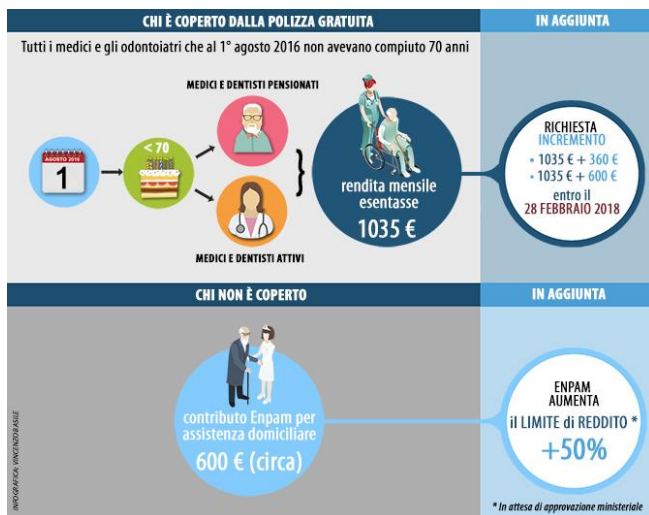 CHI È COPERTO DALLA POLIZZA GRATUITA
IN AGGIUNTA
Tutti i medici e gli odontoiatri che al 1° agosto 2016 non avevano compiuto 70 anni
MEDICI E DENTISTI PENSIONATI
AGOSTO 2016
1
< 70
MEDICI E DENTISTI ATTIVI
rendita mensile
esentasse
1035 €
RICHIESTA
INCREMENTO
• 1035 € + 360 €
• 1035 € + 600 €
entro il
28 FEBBRAIO 2018
CHI NON È COPERTO
IN AGGIUNTA
contributo Enpam per
assistenza domiciliare
600 € (circa)
ENPAM
AUMENTA
il LIMITE di REDDITO *
+50%
* In attesa di approvazione ministeriale
INFOGRAFICA: VINCENZO BASILE